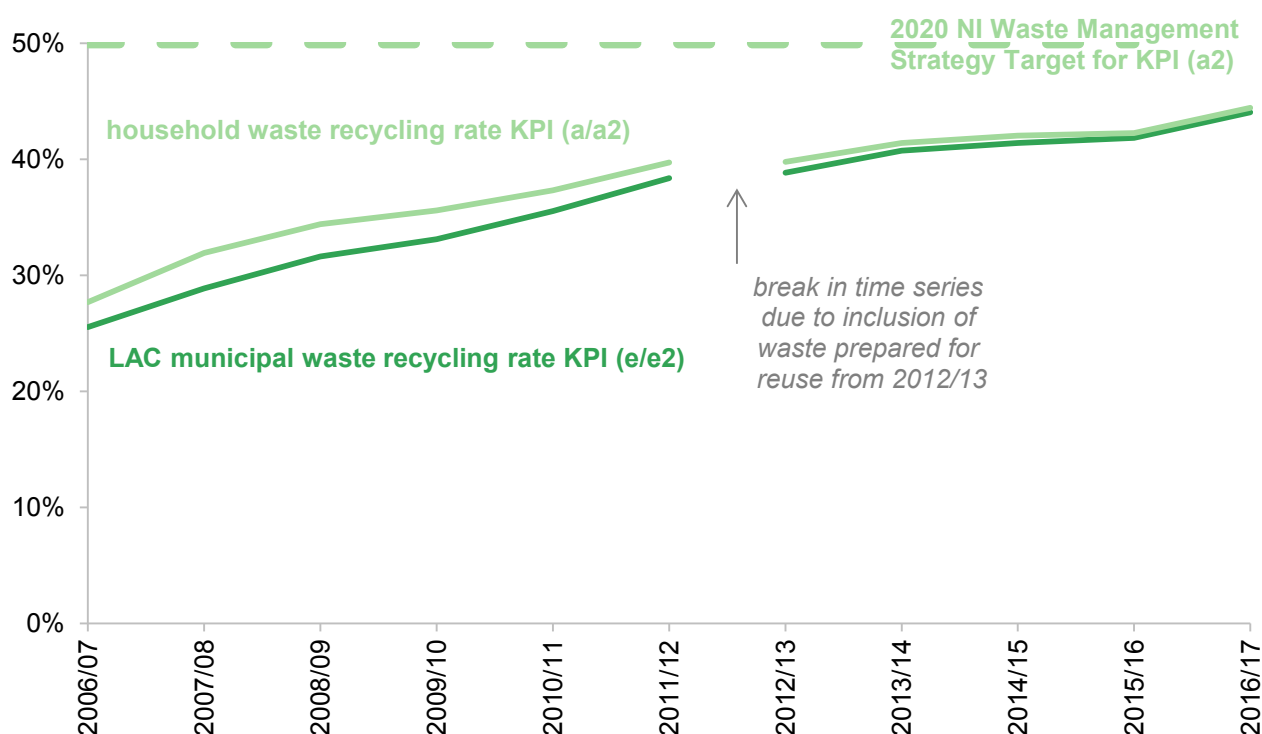 2020 NI Waste Management
Strategy Target for KPI (a2)
50%
household waste recycling rate KPI (a/a2)
40%
30%
break in time series
due to inclusion of
waste prepared for
reuse from 2012/13
LAC municipal waste recycling rate KPI (e/e2)
20%
10%
0%
2006/07
2007/08
2008/09
2009/10
2010/11
2011/12
2012/13
2013/14
2014/15
2015/16
2016/17